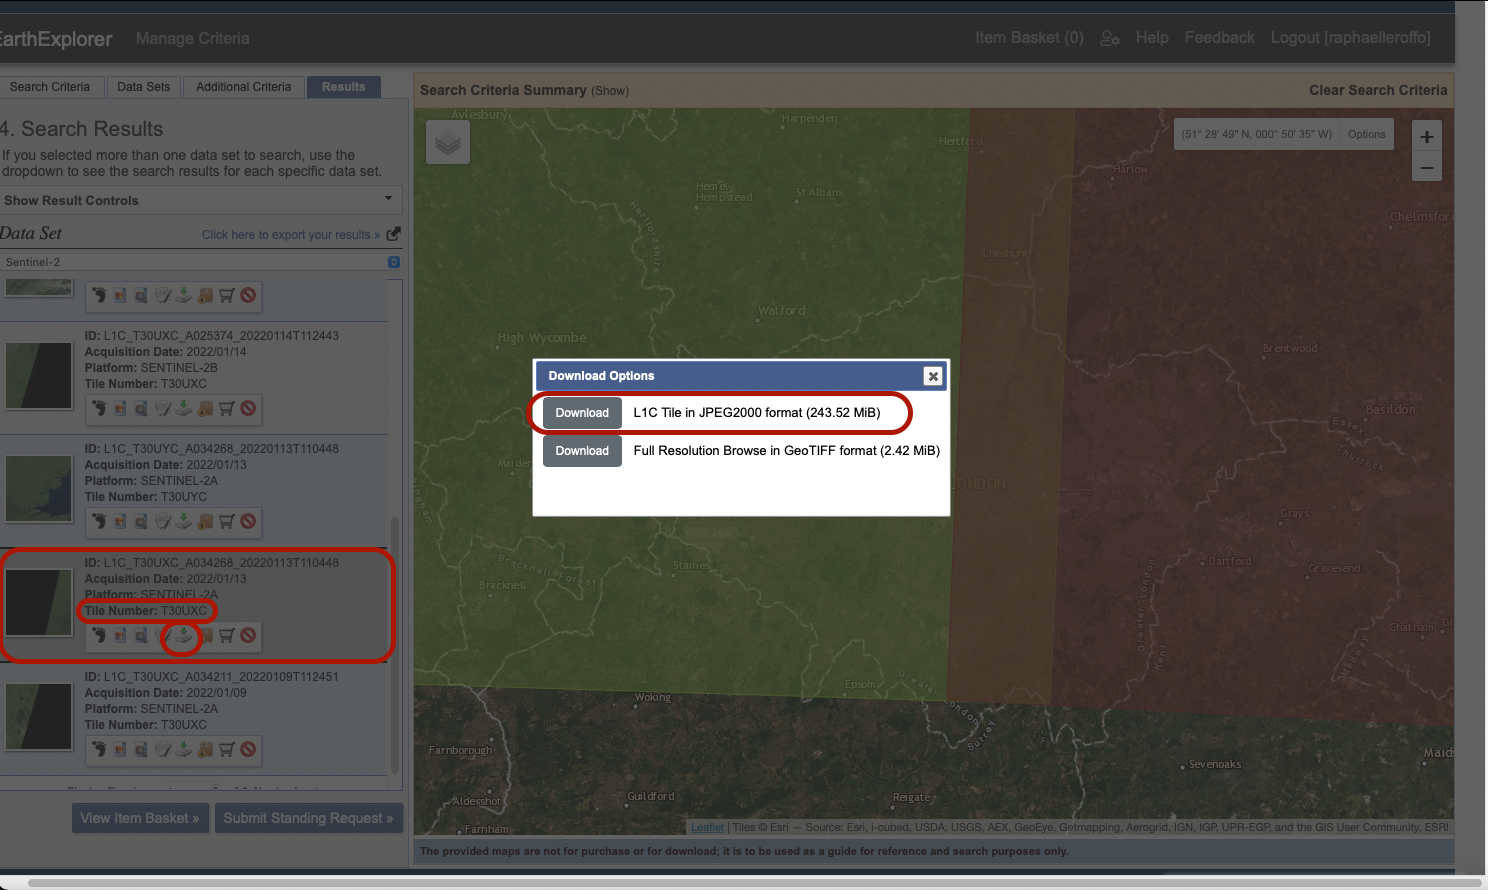 EarthExplorer
Manage Criteria
Item Basket (0)
Help
Feedback
Logout [raphaelleroffo]
Search Criteria
Data Sets
Additional Criteria
Results
4. Search Results
If you selected more than one data set to search, use the
dropdown to see the search results for each specific data set.
Show Result Controls
Data Set
Click here to export your results »
Sentinel-2
ID: L1C_T30UXC_A025374_20220114T112443
Acquisition Date: 2022/01/14
Platform: SENTINEL-2B
Tile Number: T30UXC
ID: L1C_T30UYC_A034268_20220113T110448
Acquisition Date: 2022/01/13
Platform: SENTINEL-2A
Tile Number: T30UYC
ID: L1C_T30UXC_A034268_20220113T110448
Acquisition Date: 2022/01/13
Platform: SENTINEL-2A
Tile Number: T30UXC
ID: L1C_T30UXC_A034211_20220109T112451
Acquisition Date: 2022/01/09
Platform: SENTINEL-2A
Tile Number: T30UXC
View Item Basket »
Submit Standing Request »
Search Criteria Summary (Show)
Clear Search Criteria
(51° 28' 49" N, 000° 50' 35" W)
Options
+
−
Aylesbury
Harpenden
Hertford
Harlow
Hemel
Hempstead
St Albans
Chelmsford
Hertfordshire
Cheshunt
Watford
High Wycombe
Brentwood
Download Options
Download
L1C Tile in JPEG2000 format (243.52 MiB)
Download
Full Resolution Browse in GeoTIFF format (2.42 MiB)
Basildon
Essex
Thurrock
LONDON
Grays
Staines
Bracknell Forest
Bracknell
Dartford
Gravesend
Greater London
Kent
Chatham
Medway
Epsom
Greater London
Surrey
Woking
Farnborough
Sevenoaks
Maids
Aldershot
Guildford
Reigate
Farnham
Leaflet | Tiles © Esri — Source: Esri, i-cubed, USDA, USGS, AEX, GeoEye, Getmapping, Aerogrid, IGN, IGP, UPR-EGP, and the GIS User Community, ESRI
The provided maps are not for purchase or for download; it is to be used as a guide for reference and search purposes only.